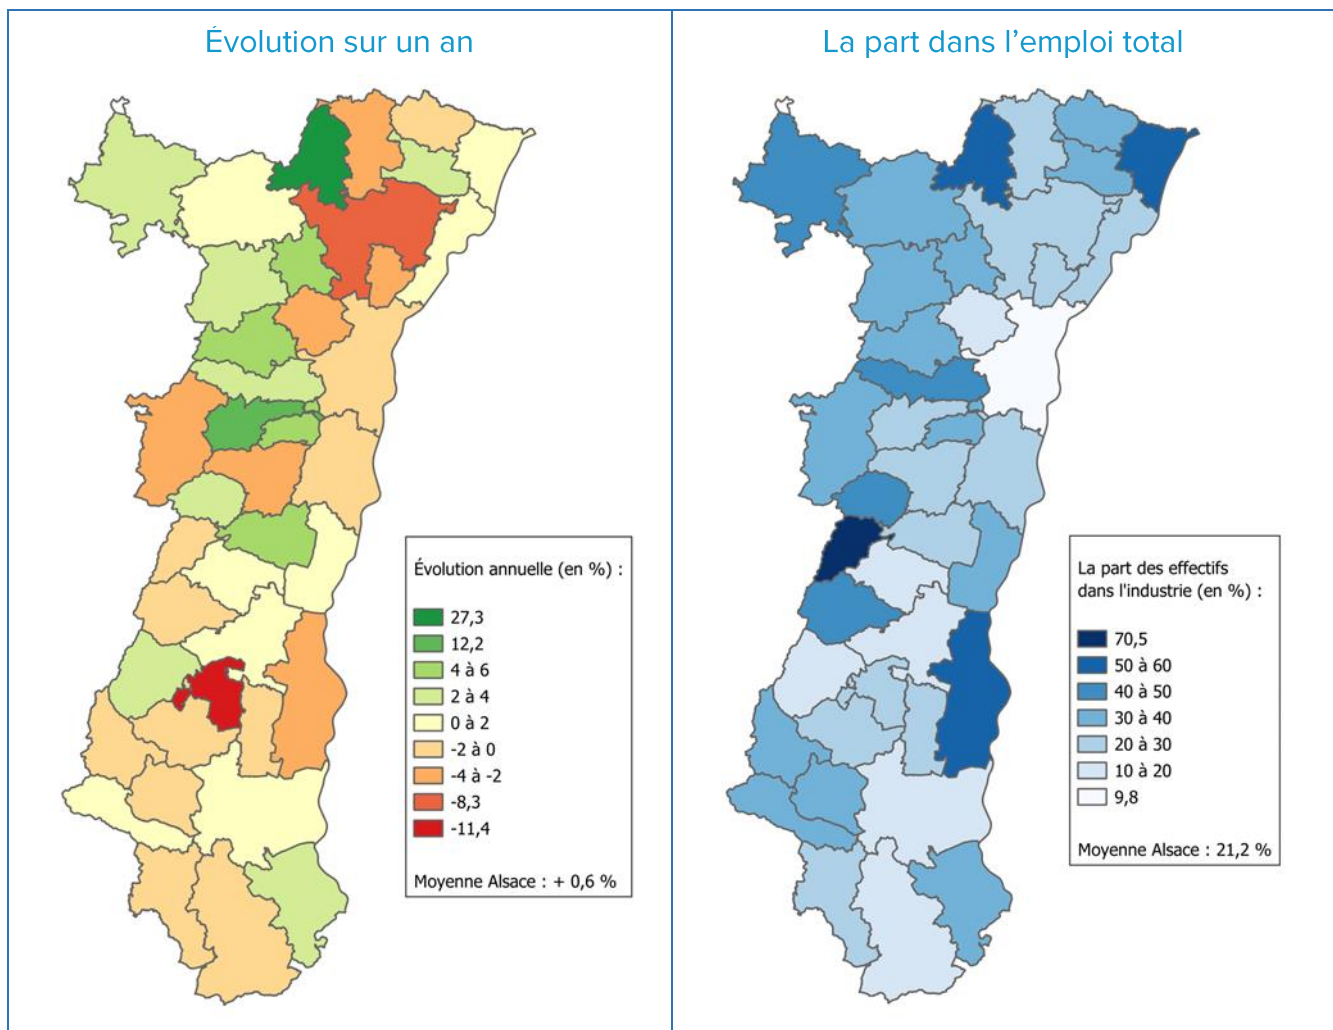 Évolution sur un an
Évolution annuelle (en %) :
27,3
12,2
4 à 6
2 à 4
0 à 2
-2 à 0
-4 à -2
-8,3
-11,4
Moyenne Alsace : + 0,6 %
La part dans l'emploi total
La part des effectifs
dans l'industrie (en %) :
70,5
50 à 60
40 à 50
30 à 40
20 à 30
10 à 20
9,8
Moyenne Alsace : 21,2 %